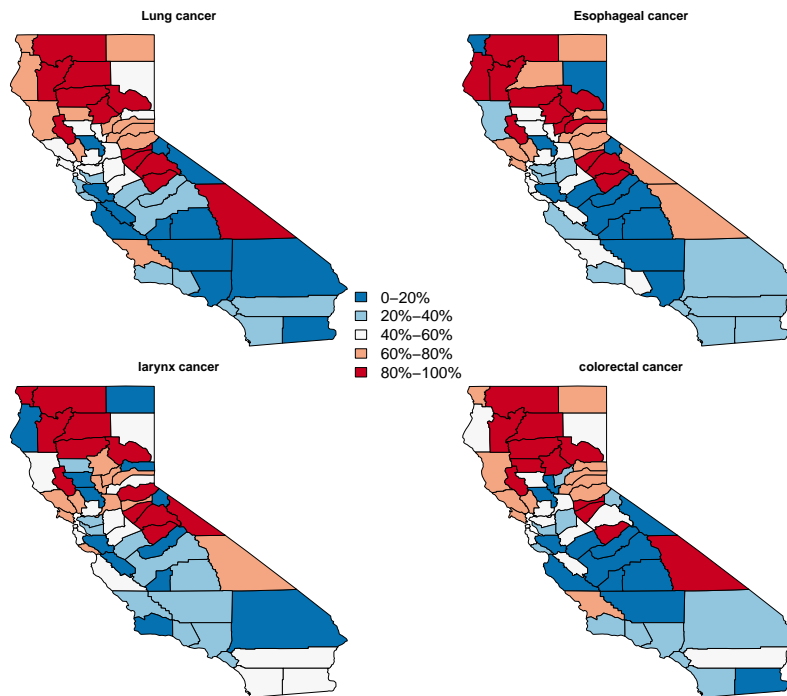 Lung cancer
Esophageal cancer
0−20%
20%−40%
40%−60%
60%−80%
80%−100%
larynx cancer
colorectal cancer